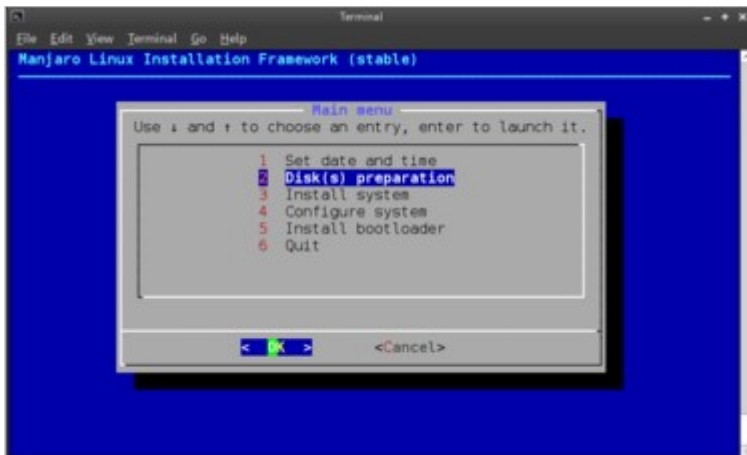 Terminal
File Edit View Terminal Go Help
Manjaro Linux Installation Framework (stable)
Main menu
Use ↓ and ↑ to choose an entry, enter to launch it.
1 Set date and time
2 Disk(s) preparation
3 Install system
4 Configure system
5 Install bootloader
6 Quit
< OK > <Cancel>